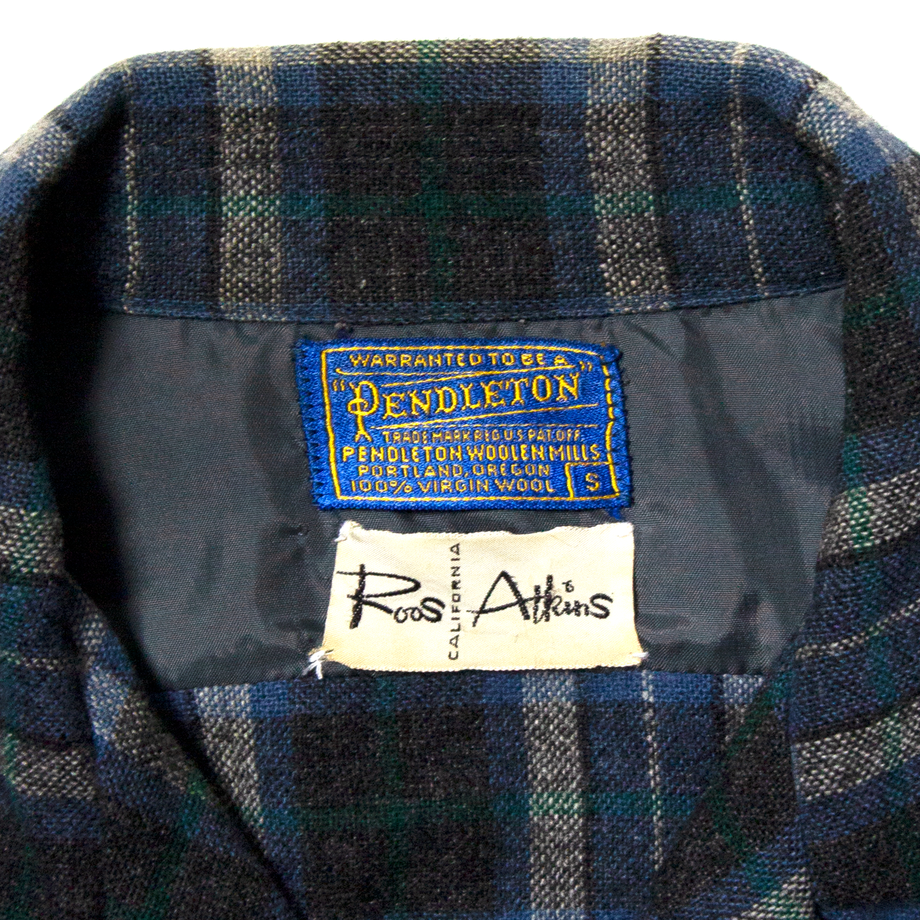 WARRANTED TO BE A
"PENDLETON"
TRADE MARK REG U.S. PAT OFF.
PENDLETON WOOLEN MILLS
PORTLAND, OREGON
100% VIRGIN WOOL S
Roos Atkins
CALIFORNIA